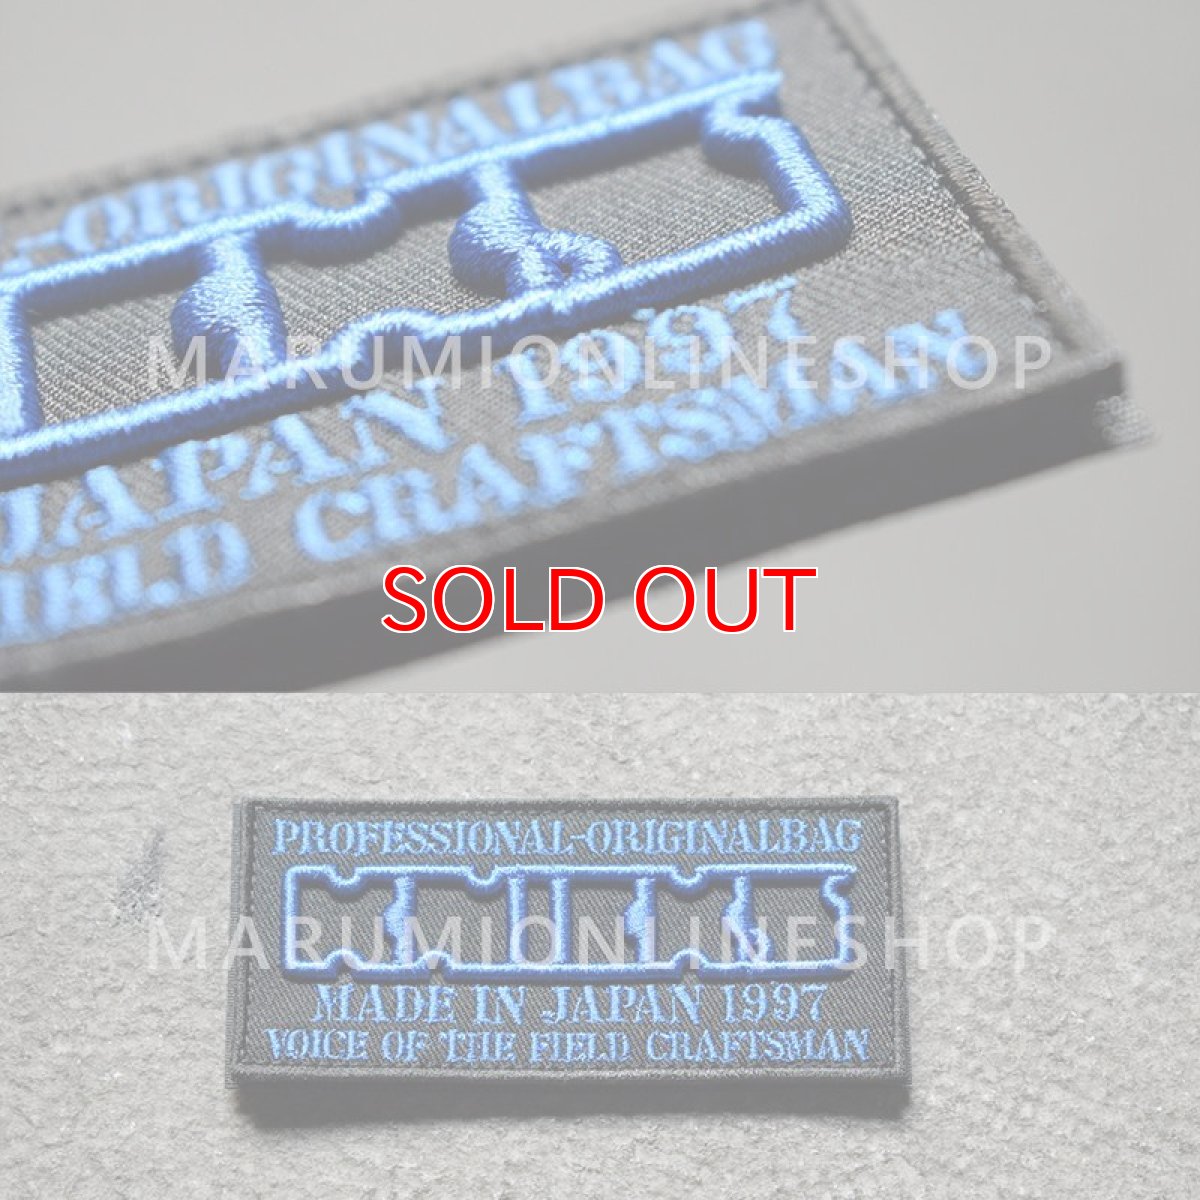 -ORIGINALBAG
MARUMIONLINESHOP
JAPAN 1997
FIELD CRAFTSMAN
SOLD OUT
PROFESSIONAL-ORIGINALBAG
MARUMIONLINESHOP
MADE IN JAPAN 1997
VOICE OF THE FIELD CRAFTSMAN